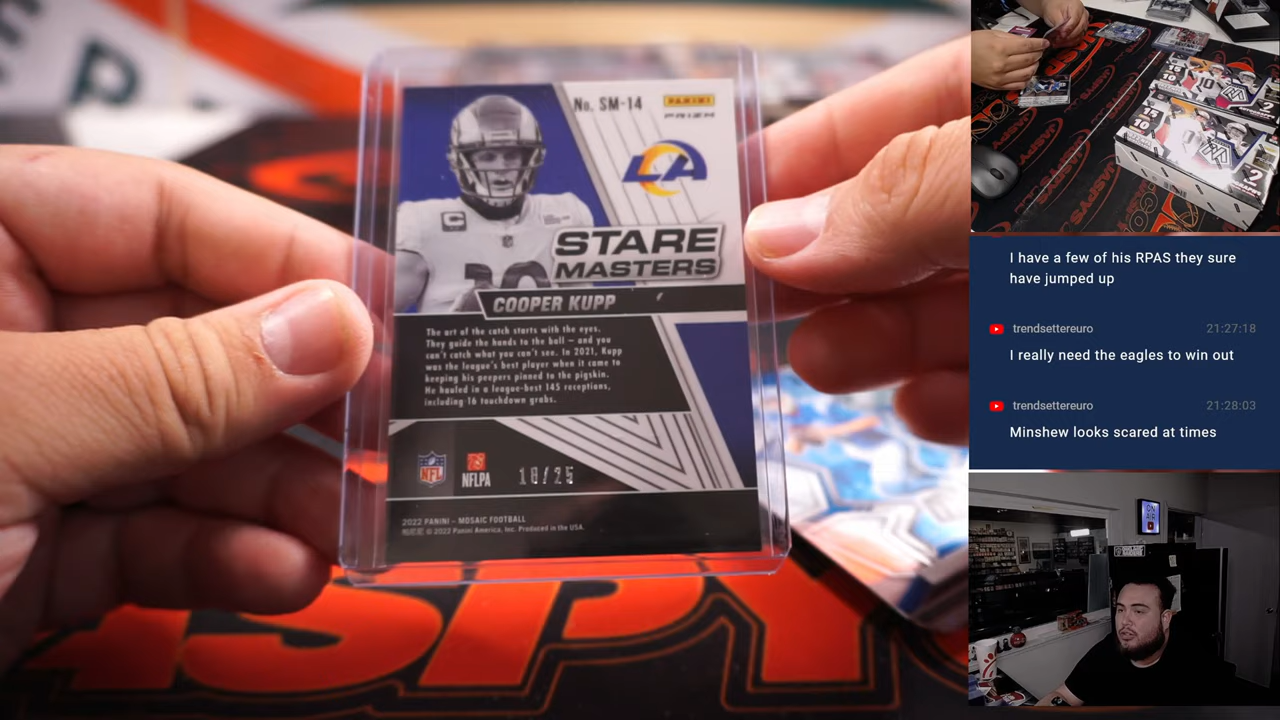 No. SM-14
PANINI
PRIZM
LA
STARE
MASTERS
COOPER KUPP
The art of the catch starts with the eyes.
They guide the hands to the ball – and you
can't catch what you can't see. In 2021, Kupp
was the league's best player when it came to
keeping his peepers pinned to the pigskin.
He hauled in a league-best 145 receptions,
including 16 touchdown grabs.
NFL
NFLPA
18/25
2022 PANINI – MOSAIC FOOTBALL
© 2022 Panini America, Inc. Produced in the USA.
JASPY'S
I have a few of his RPAS they sure
have jumped up
trendsettereuro 21:27:18
I really need the eagles to win out
trendsettereuro 21:28:03
Minshew looks scared at times
ON
AIR